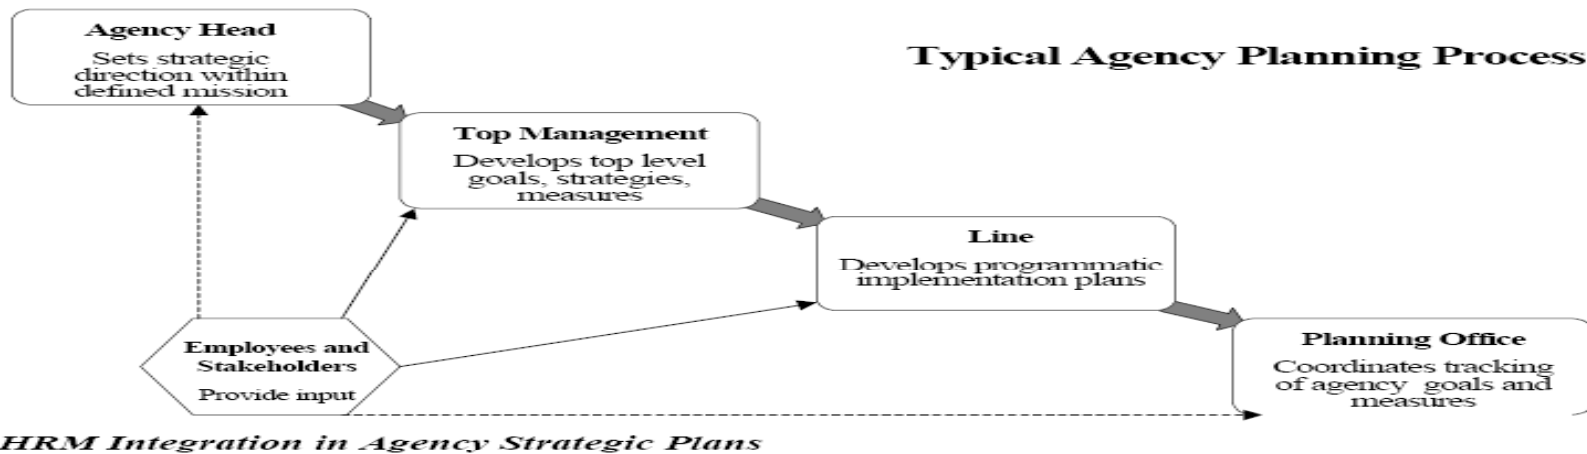 Agency Head
Sets strategic
direction within
defined mission
Typical Agency Planning Process
Top Management
Develops top level
goals, strategies,
measures
Line
Develops programmatic
implementation plans
Employees and
Stakeholders
Provide input
Planning Office
Coordinates tracking
of agency goals and
measures
HRM Integration in Agency Strategic Plans